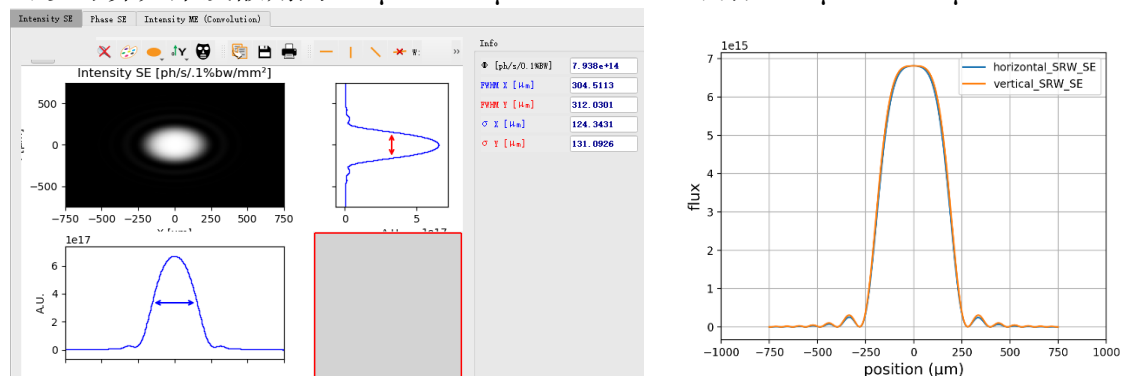 Intensity SE Phase SE Intensity ME (Convolution)
W: »
Intensity SE [ph/s/.1%bw/mm²]
500
0
−500
−750 −500 −250 0 250 500 750
0 5
1e17
6
4
2
0
A.U.
Info
Φ [ph/s/0.1%BW] 7.938e+14
FWHM X [μm] 304.5113
FWHM Y [μm] 312.0301
σ X [μm] 124.3431
σ Y [μm] 131.0926
1e15
horizontal_SRW_SE
vertical_SRW_SE
7
6
5
4
3
2
1
0
flux
−1000 −750 −500 −250 0 250 500 750 1000
position (μm)